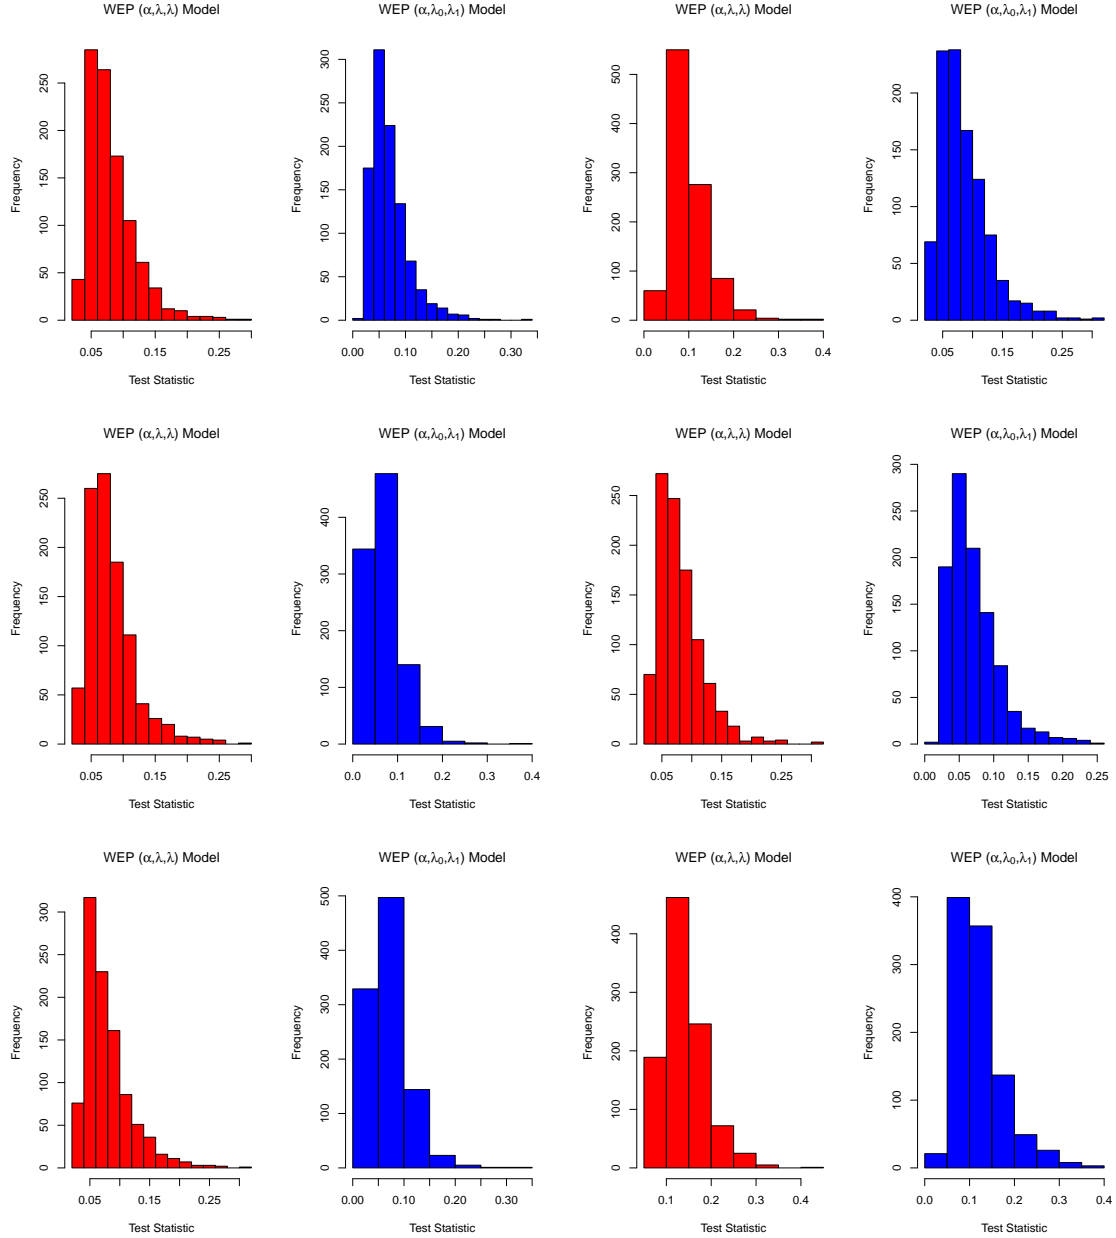 WEP (α,λ,λ) Model
Frequency
0 50 100 150 200 250
0.05 0.15 0.25
Test Statistic
WEP (α,λ₀,λ₁) Model
Frequency
0 50 100 150 200 250 300
0.00 0.10 0.20 0.30
Test Statistic
WEP (α,λ,λ) Model
Frequency
0 100 200 300 400 500
0.0 0.1 0.2 0.3 0.4
Test Statistic
WEP (α,λ₀,λ₁) Model
Frequency
0 50 100 150 200
0.05 0.15 0.25
Test Statistic
WEP (α,λ,λ) Model
Frequency
0 50 100 150 200 250
0.05 0.15 0.25
Test Statistic
WEP (α,λ₀,λ₁) Model
Frequency
0 100 200 300 400
0.0 0.1 0.2 0.3 0.4
Test Statistic
WEP (α,λ,λ) Model
Frequency
0 50 100 150 200 250
0.05 0.15 0.25
Test Statistic
WEP (α,λ₀,λ₁) Model
Frequency
0 50 100 150 200 250 300
0.00 0.05 0.10 0.15 0.20 0.25
Test Statistic
WEP (α,λ,λ) Model
Frequency
0 50 100 150 200 250 300
0.05 0.15 0.25
Test Statistic
WEP (α,λ₀,λ₁) Model
Frequency
0 100 200 300 400 500
0.00 0.10 0.20 0.30
Test Statistic
WEP (α,λ,λ) Model
Frequency
0 100 200 300 400
0.1 0.2 0.3 0.4
Test Statistic
WEP (α,λ₀,λ₁) Model
Frequency
0 100 200 300 400
0.0 0.1 0.2 0.3 0.4
Test Statistic